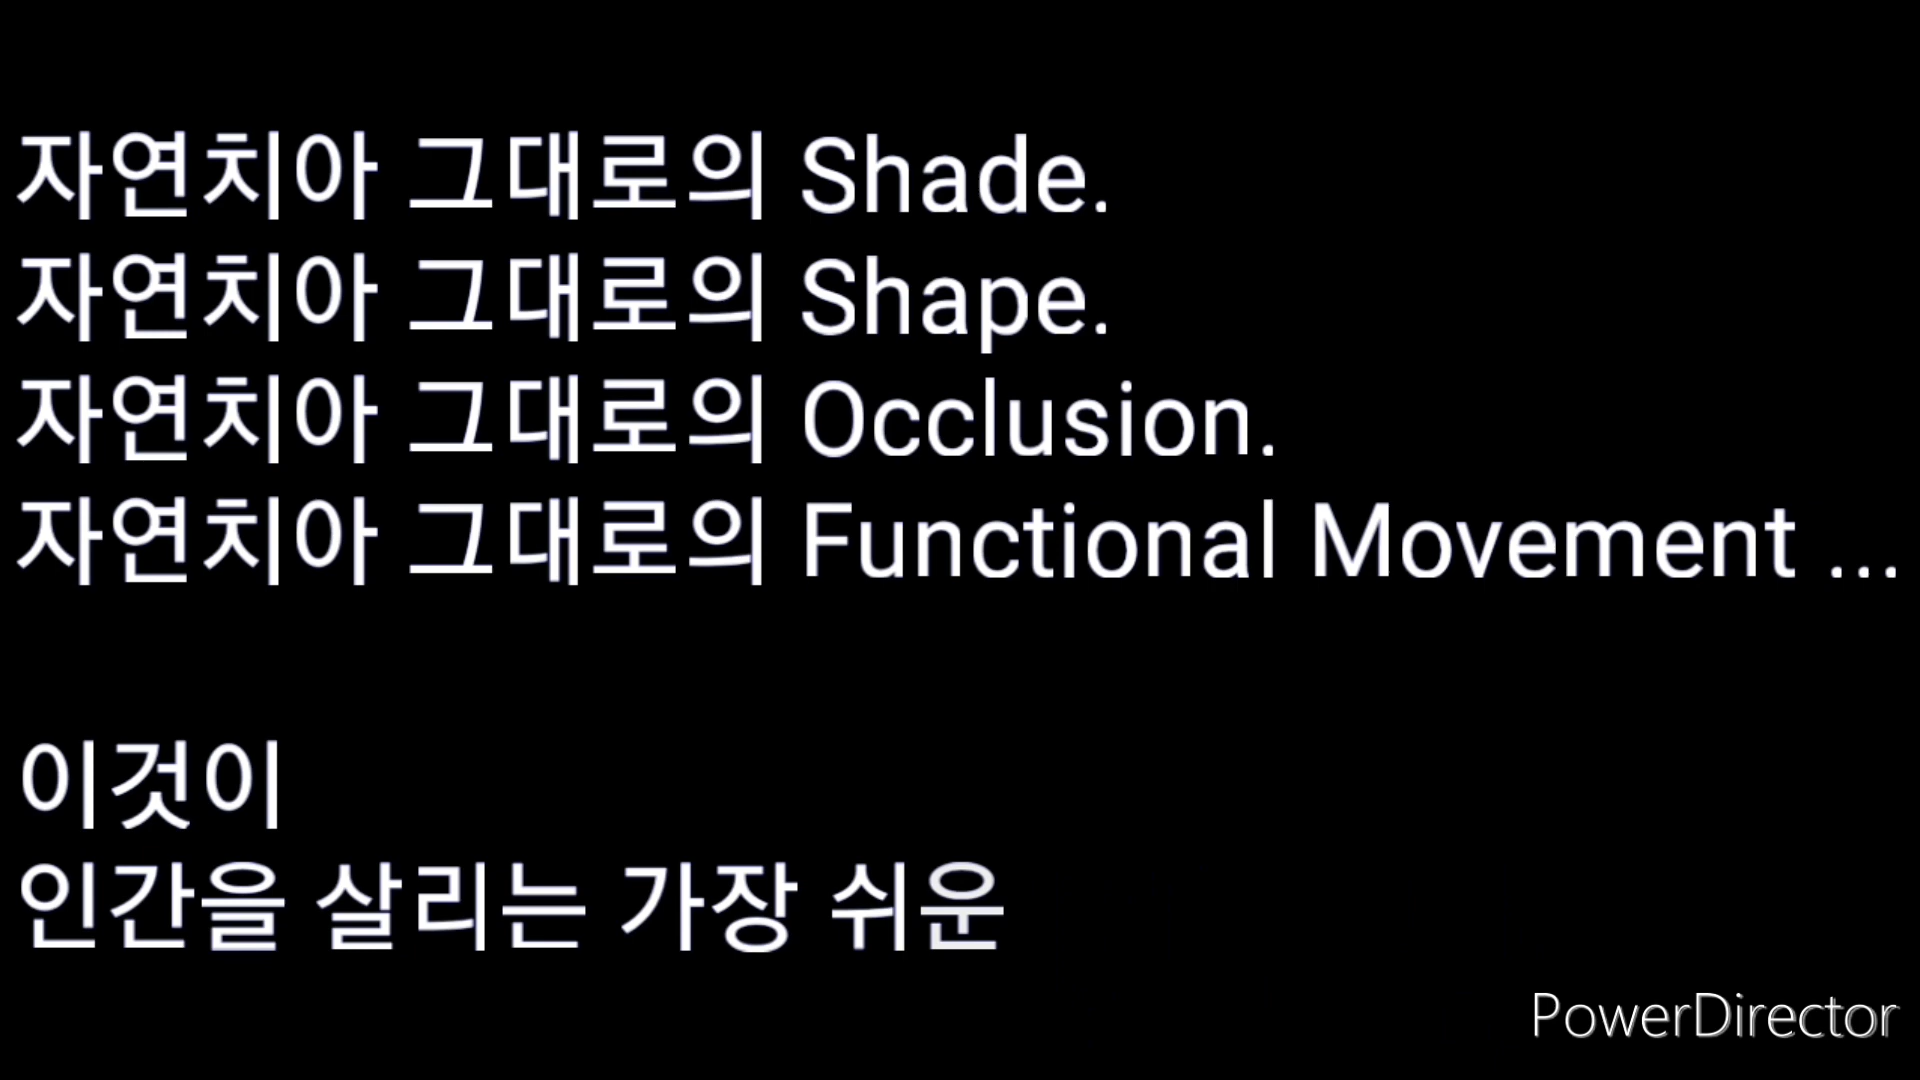 자연치아 그대로의 Shade.
자연치아 그대로의 Shape.
자연치아 그대로의 Occlusion.
자연치아 그대로의 Functional Movement ...
이것이
인간을 살리는 가장 쉬운
PowerDirector